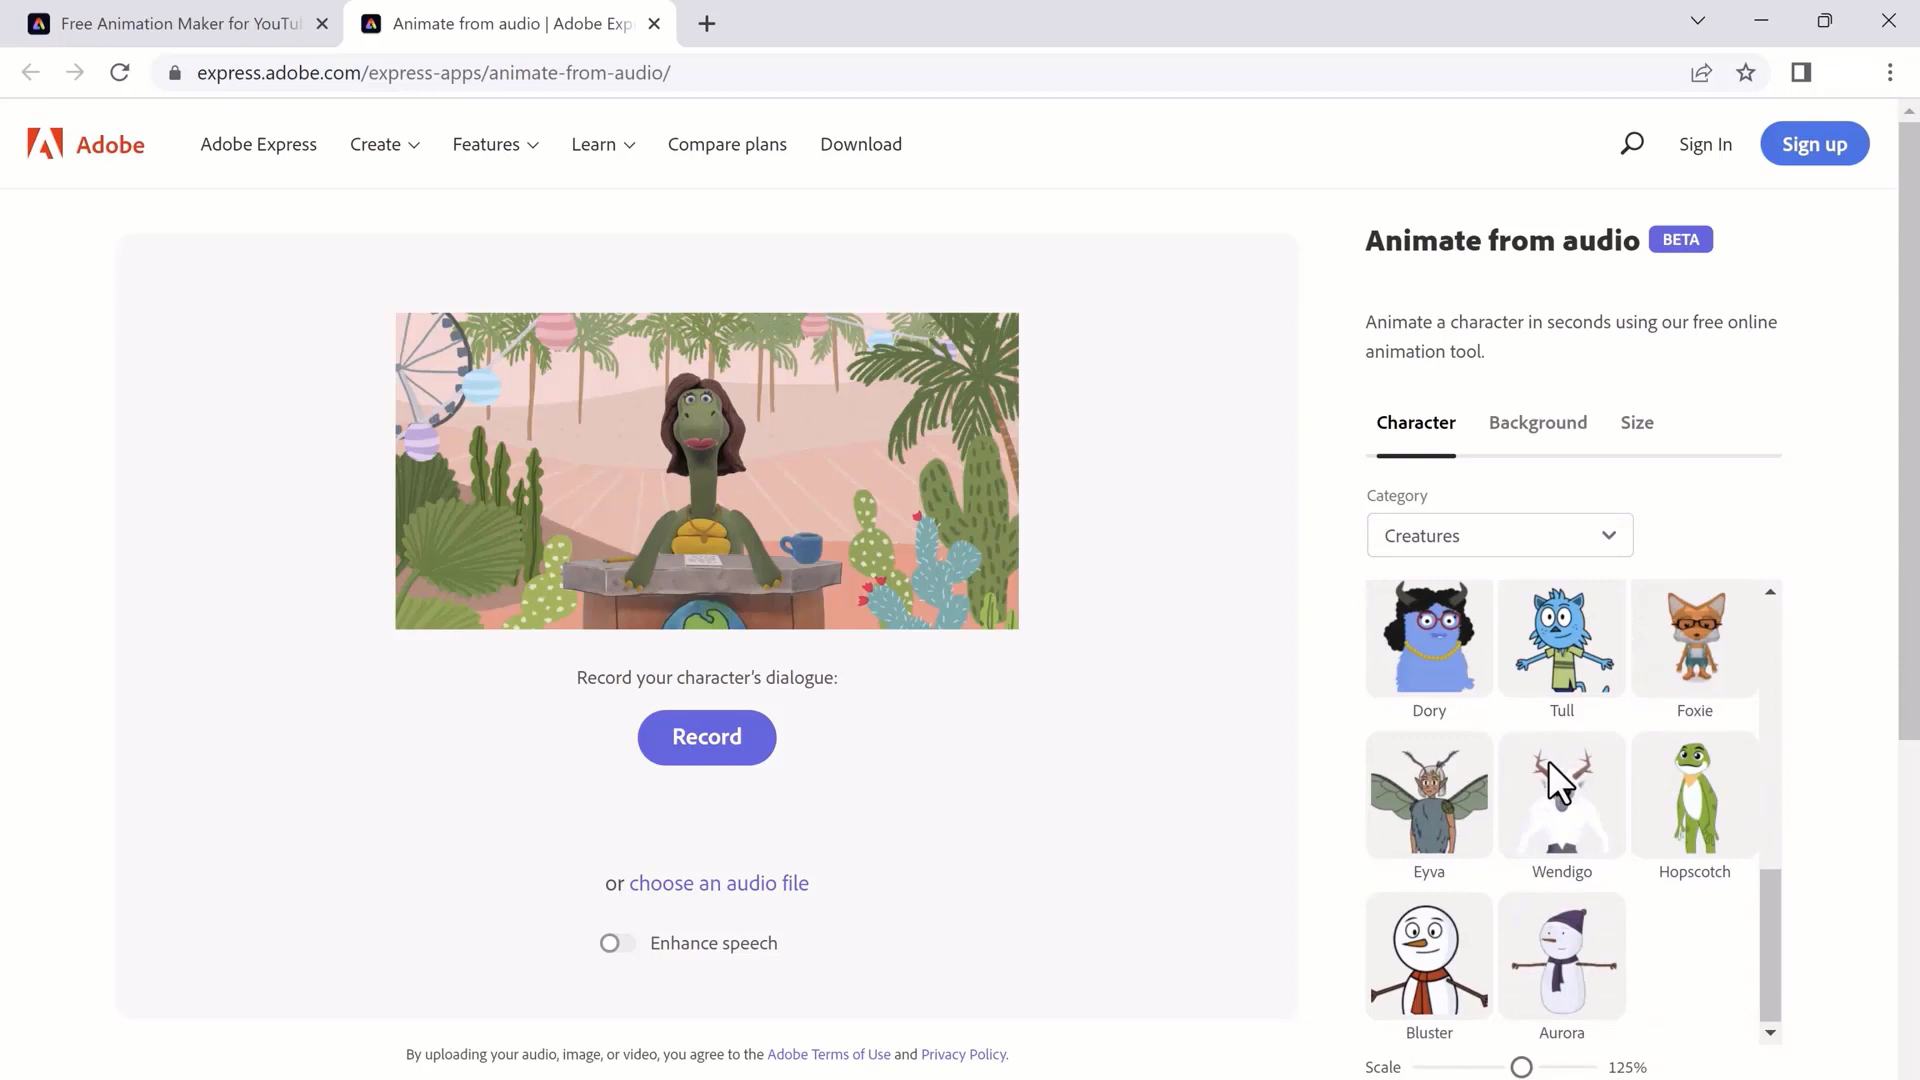 Free Animation Maker for YouTu
Animate from audio | Adobe Exp
express.adobe.com/express-apps/animate-from-audio/
Adobe
Adobe Express
Create
Features
Learn
Compare plans
Download
Sign In
Sign up
Animate from audio BETA
Animate a character in seconds using our free online
animation tool.
Character
Background
Size
Category
Creatures
Dory
Tull
Foxie
Eyva
Wendigo
Hopscotch
Bluster
Aurora
Scale
125%
Record your character's dialogue:
Record
or choose an audio file
Enhance speech
By uploading your audio, image, or video, you agree to the Adobe Terms of Use and Privacy Policy.